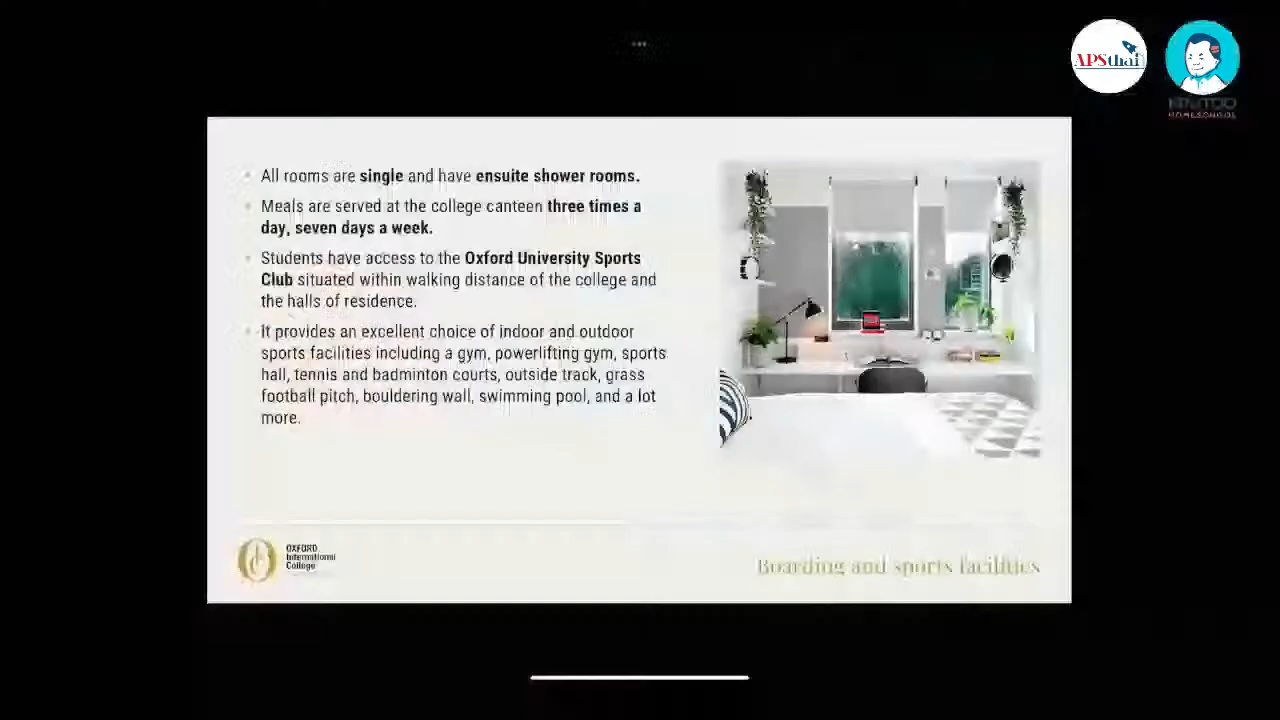 APSthai
HOMESCHOOL
All rooms are single and have ensuite shower rooms.
Meals are served at the college canteen three times a
day, seven days a week.
Students have access to the Oxford University Sports
Club situated within walking distance of the college and
the halls of residence.
It provides an excellent choice of indoor and outdoor
sports facilities including a gym, powerlifting gym, sports
hall, tennis and badminton courts, outside track, grass
football pitch, bouldering wall, swimming pool, and a lot
more.
OXFORD
International
College
Boarding and sports facilities